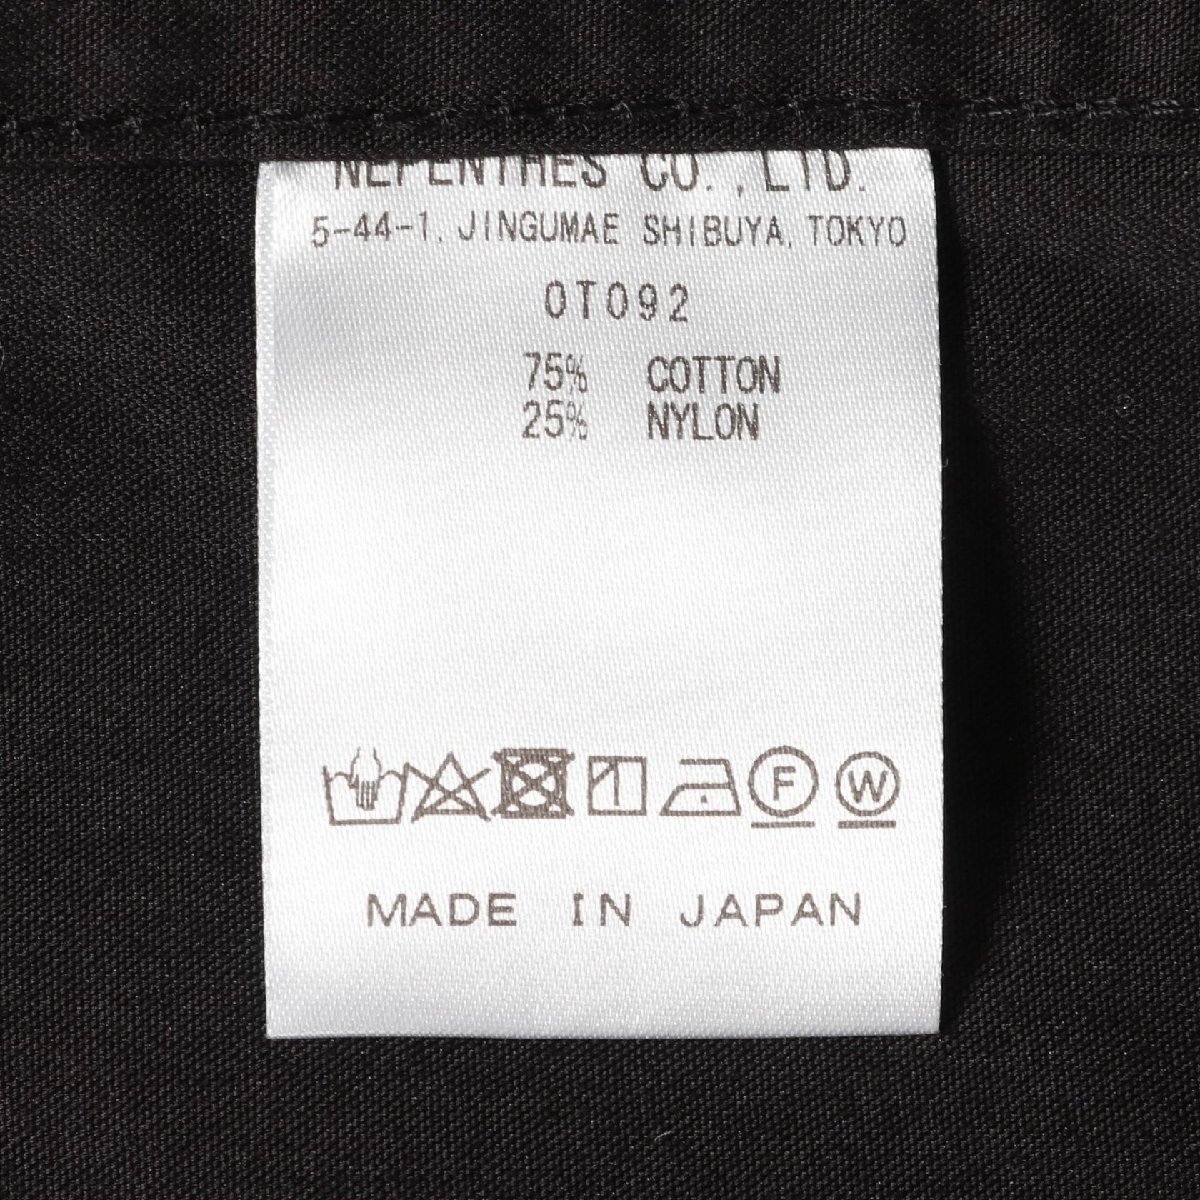 NEPENTHES CO., LTD.
5-44-1, JINGUMAE SHIBUYA, TOKYO
OT092
75% COTTON
25% NYLON
F W
MADE IN JAPAN